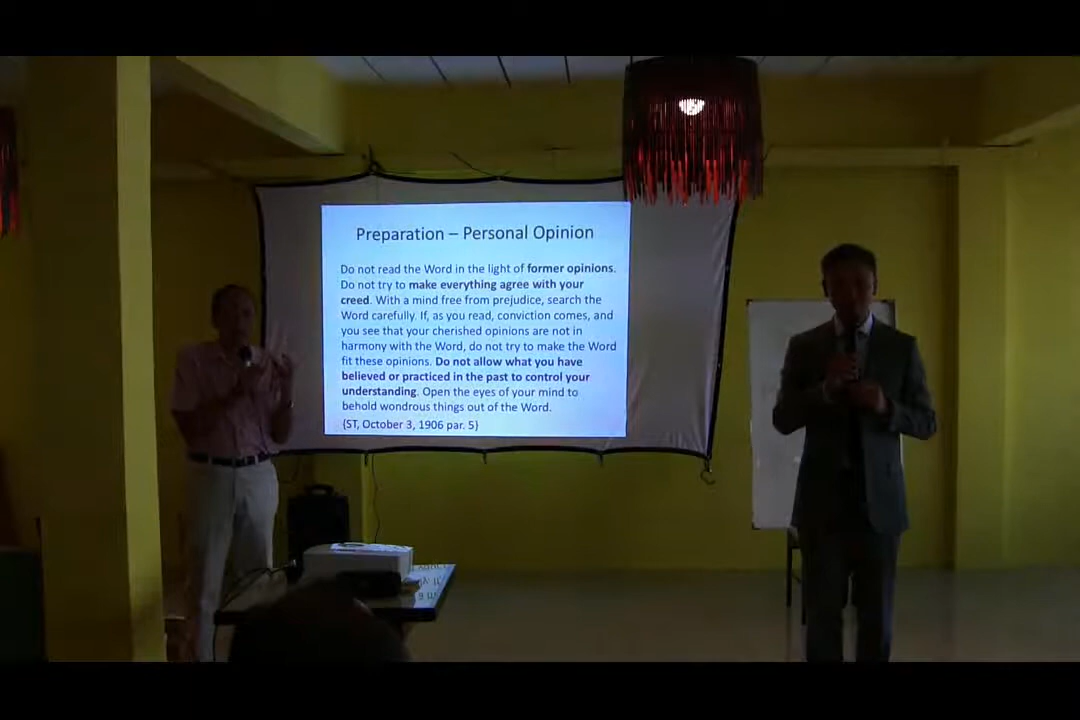 Preparation – Personal Opinion
Do not read the Word in the light of former opinions.
Do not try to make everything agree with your
creed. With a mind free from prejudice, search the
Word carefully. If, as you read, conviction comes, and
you see that your cherished opinions are not in
harmony with the Word, do not try to make the Word
fit these opinions. Do not allow what you have
believed or practiced in the past to control your
understanding. Open the eyes of your mind to
behold wondrous things out of the Word.
{ST, October 3, 1906 par. 5}